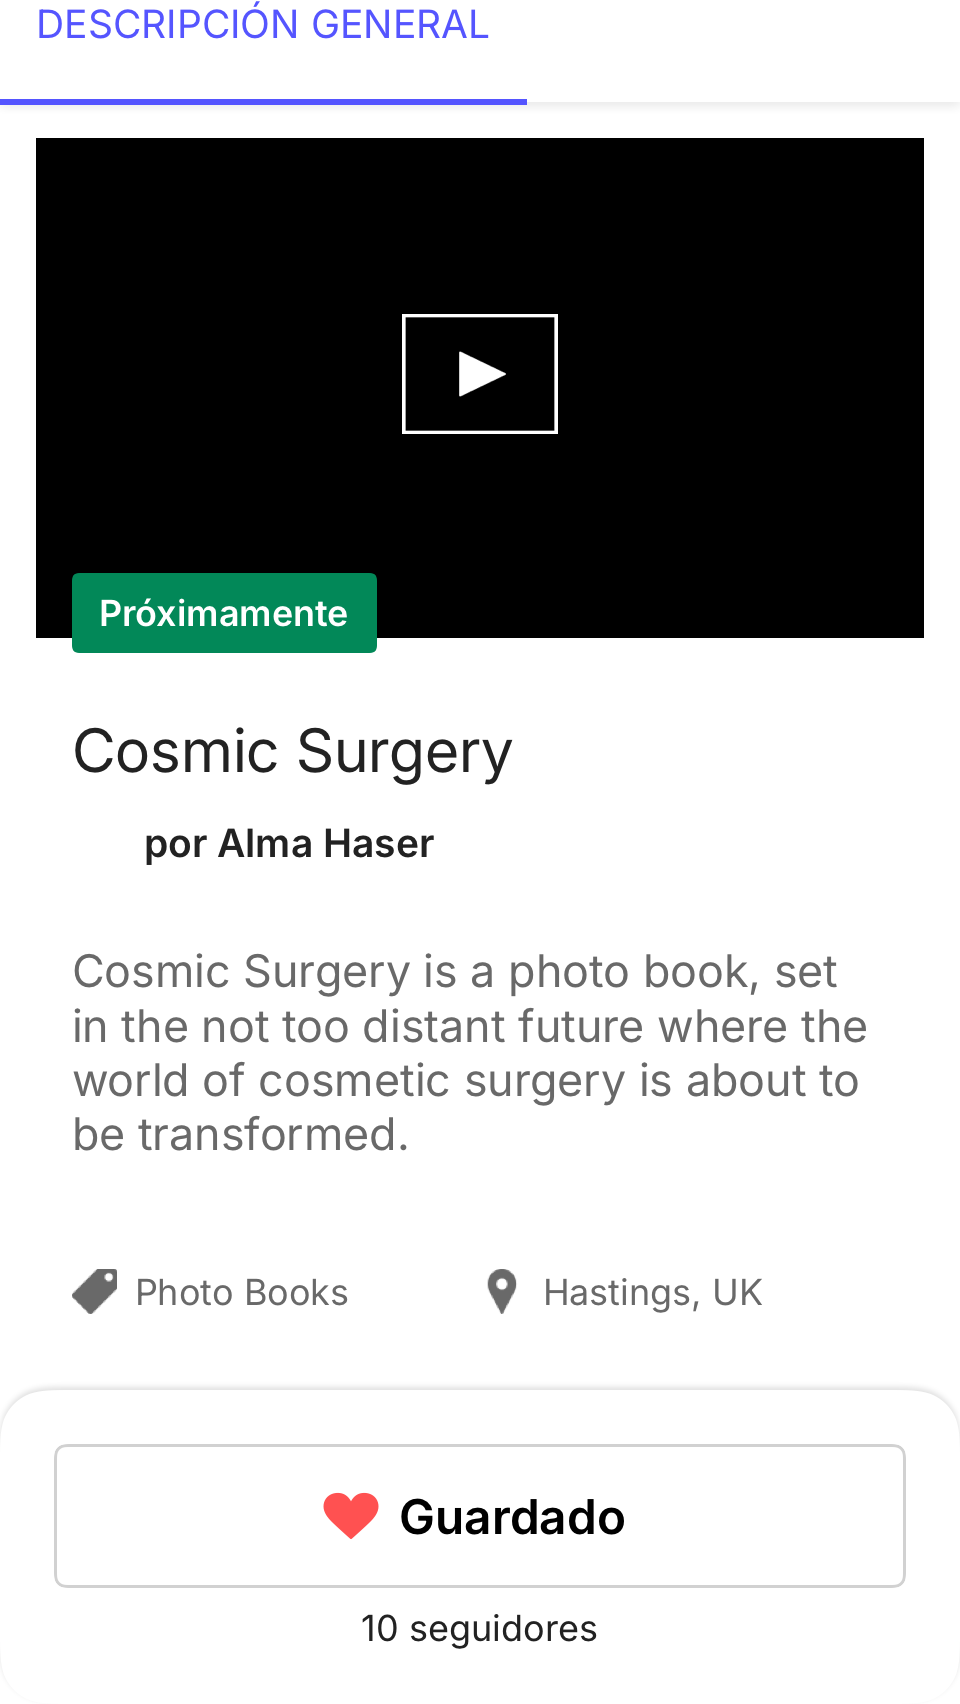 DESCRIPCIÓN GENERAL
Próximamente
Cosmic Surgery
por Alma Haser
Cosmic Surgery is a photo book, set
in the not too distant future where the
world of cosmetic surgery is about to
be transformed.
Photo Books
Hastings, UK
Guardado
10 seguidores